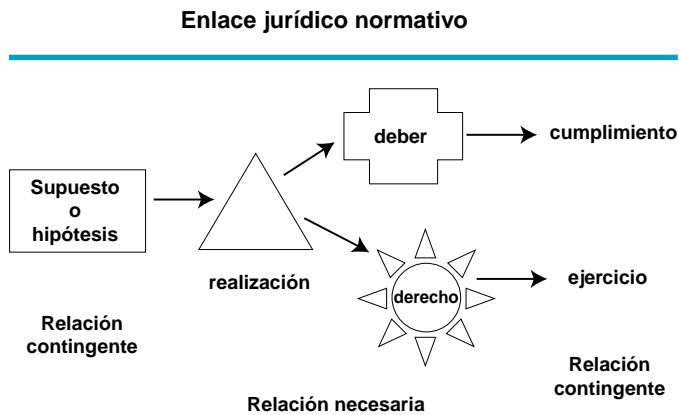 Enlace jurídico normativo
Supuesto
o
hipótesis
realización
deber
cumplimiento
derecho
ejercicio
Relación
contingente
Relación necesaria
Relación
contingente